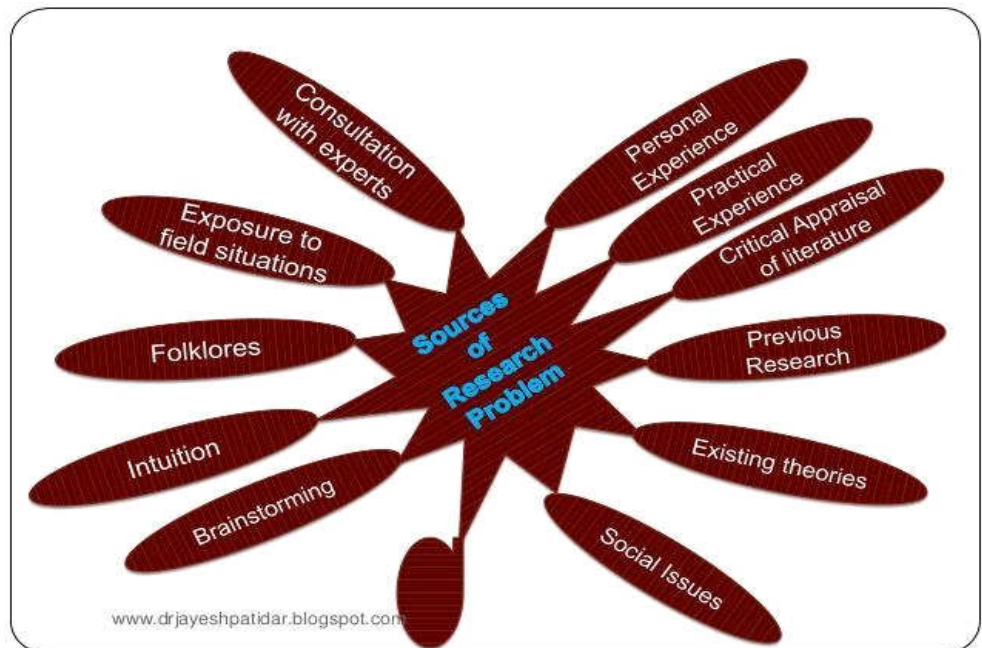 Sources
of
Research
Problem
Consultation
with experts
Personal
Experience
Practical
Experience
Critical Appraisal
of literature
Exposure to
field situations
Folklores
Previous
Research
Intuition
Existing theories
Brainstorming
Social Issues
www.drjayeshpatidar.blogspot.com